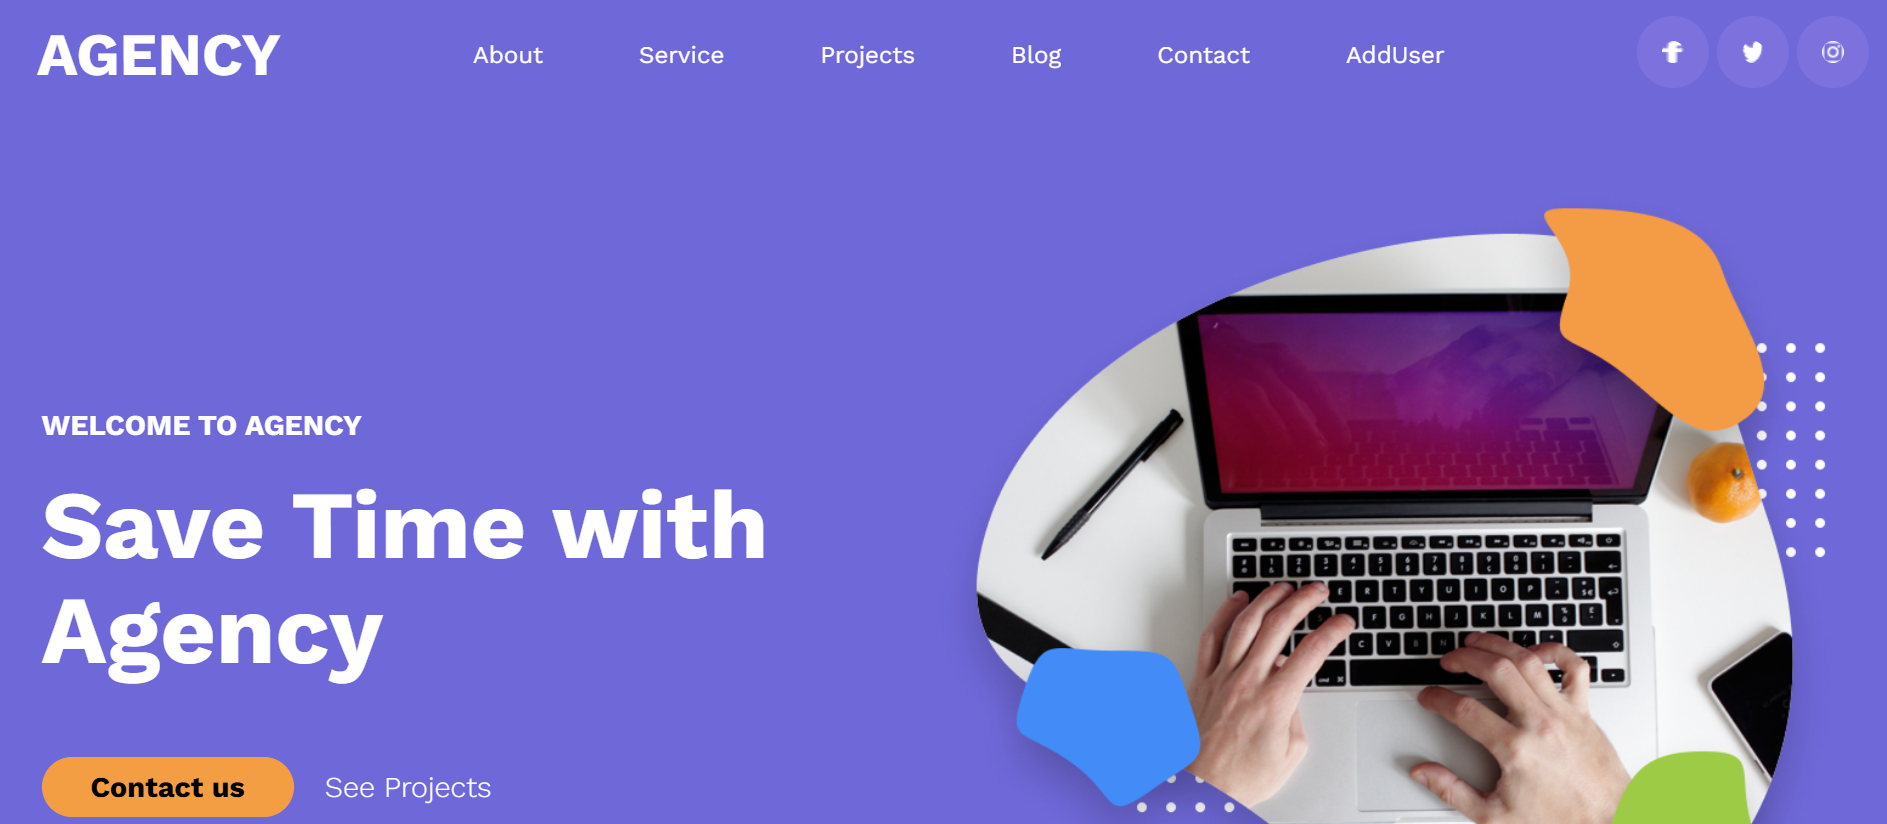 AGENCY
About Service Projects Blog Contact AddUser
WELCOME TO AGENCY
Save Time with
Agency
Contact us See Projects